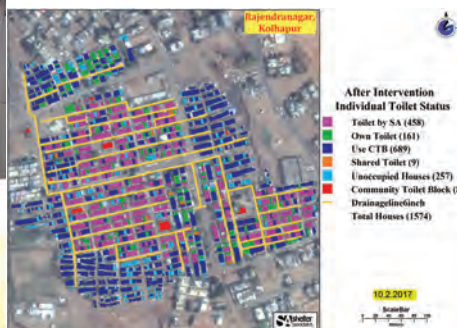 Rajendranagar,
Kolhapur
After Intervention
Individual Toilet Status
Toilet by SA (458)
Own Toilet (161)
Use CTB (689)
Shared Toilet (9)
Unoccupied Houses (257)
Community Toilet Block (
Drainageline6inch
Total Houses (1574)
10.2.2017
ScaleBar
shelter